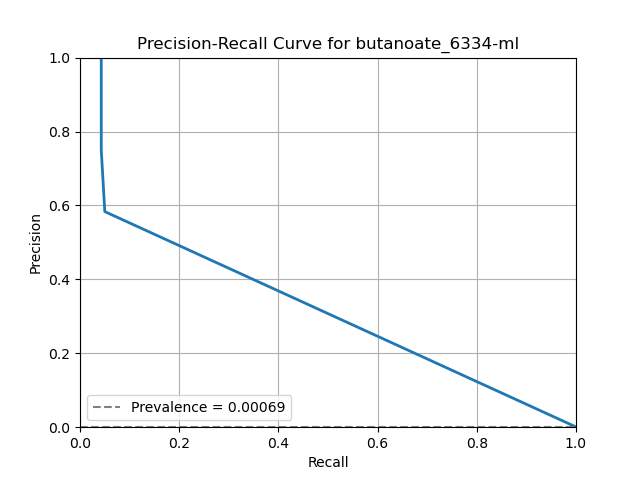 Precision-Recall Curve for butanoate_6334-ml
1.0
0.8
0.6
0.4
0.2
0.0
Precision
Prevalence = 0.00069
0.0 0.2 0.4 0.6 0.8 1.0
Recall